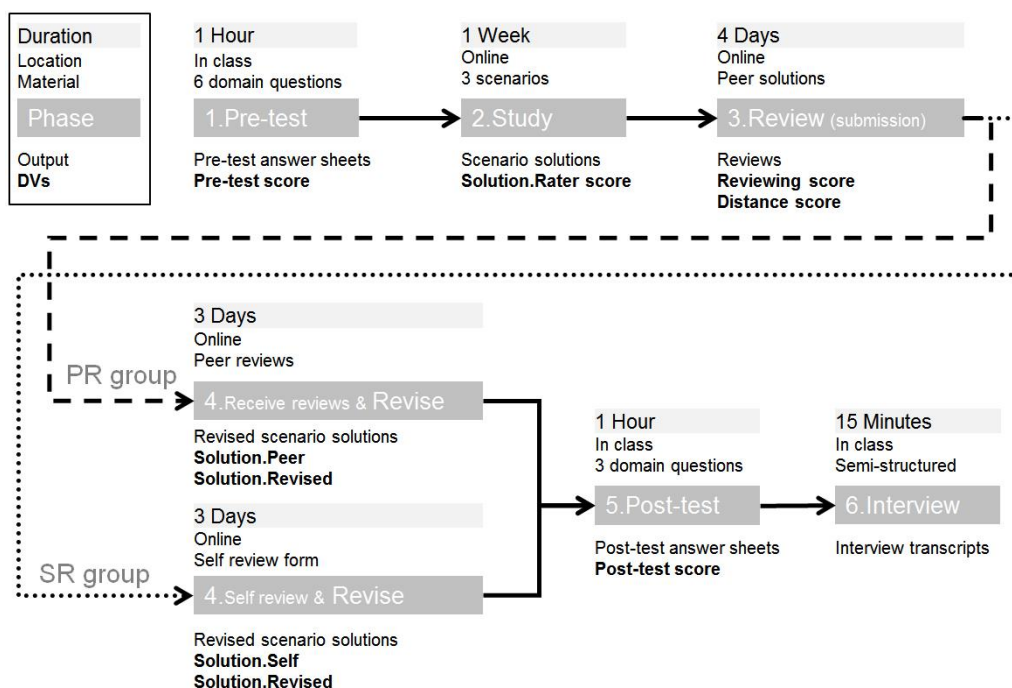 Duration
Location
Material
Phase
Output
DVs
1 Hour
In class
6 domain questions
1.Pre-test
Pre-test answer sheets
Pre-test score
1 Week
Online
3 scenarios
2.Study
Scenario solutions
Solution.Rater score
4 Days
Online
Peer solutions
3.Review (submission)
Reviews
Reviewing score
Distance score
PR group
3 Days
Online
Peer reviews
4.Receive reviews & Revise
Revised scenario solutions
Solution.Peer
Solution.Revised
SR group
3 Days
Online
Self review form
4.Self review & Revise
Revised scenario solutions
Solution.Self
Solution.Revised
1 Hour
In class
3 domain questions
5.Post-test
Post-test answer sheets
Post-test score
15 Minutes
In class
Semi-structured
6.Interview
Interview transcripts